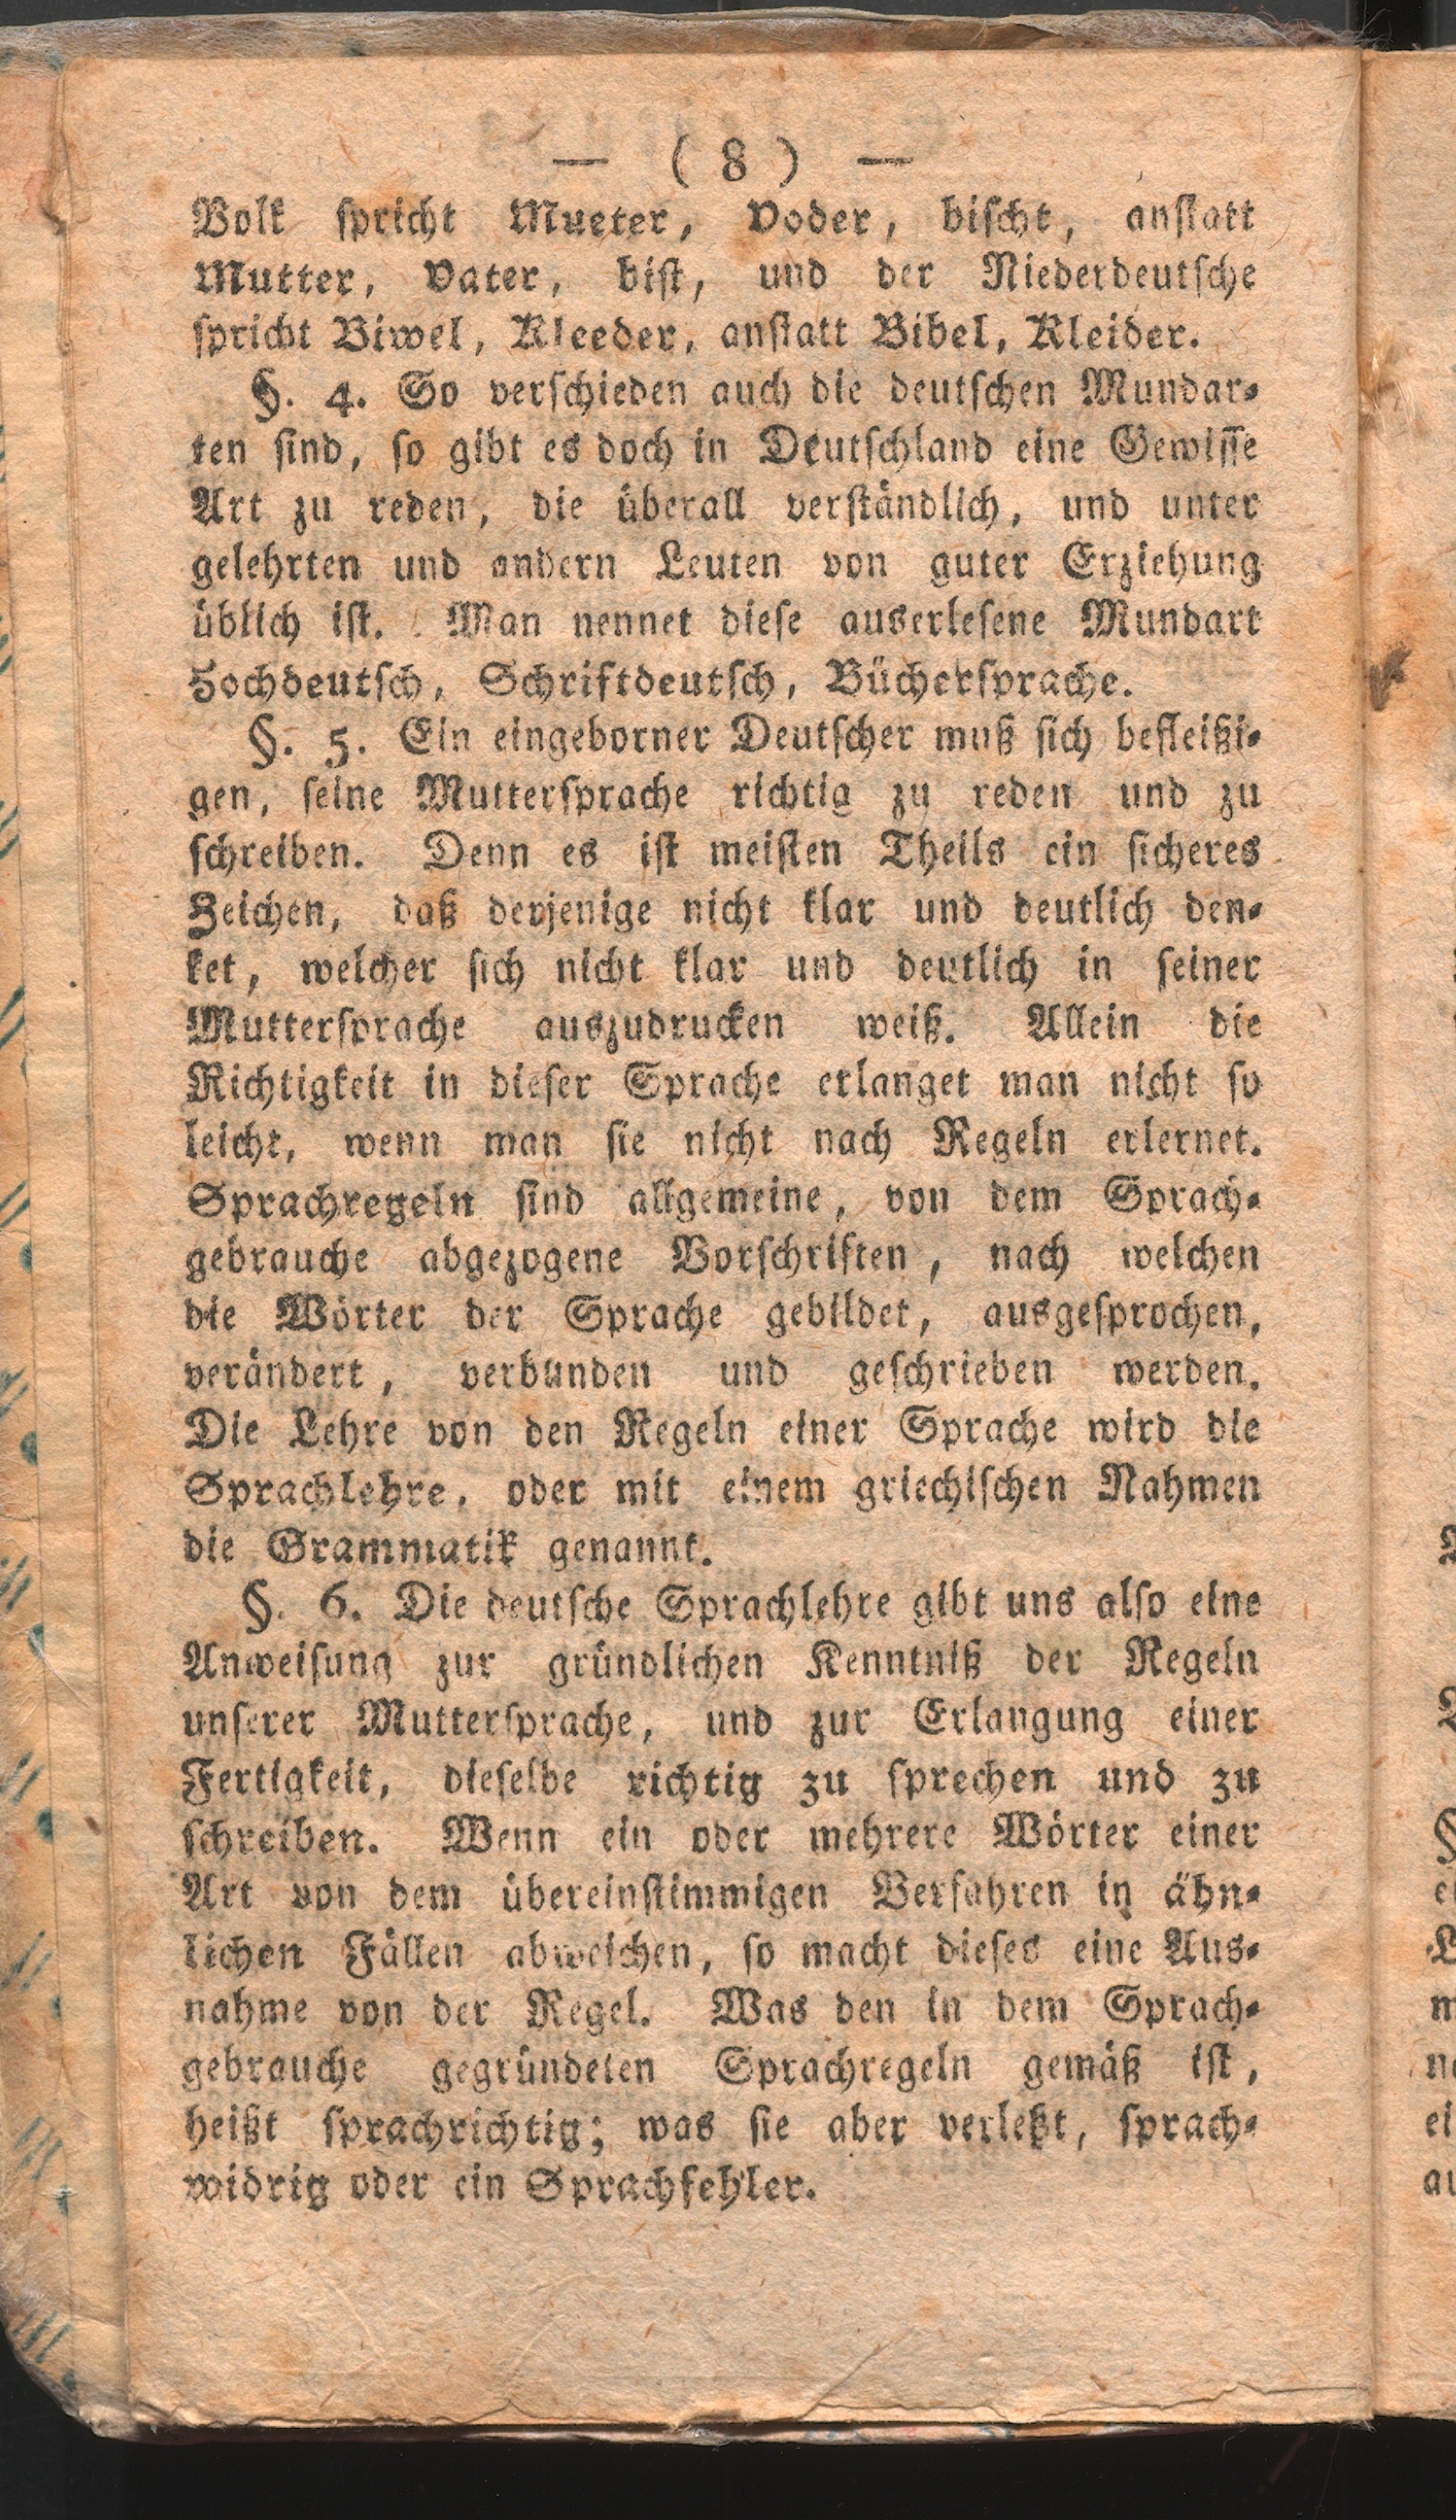 — ( 8 ) —
Volk spricht Mueter, Voder, bischt, anstatt
Mutter, Vater, bist, und der Niederdeutsche
spricht Biwel, Kleeder, anstatt Bibel, Kleider.
§. 4. So verschieden auch die deutschen Mundar-
ten sind, so gibt es doch in Deutschland eine Gewisse
Art zu reden, die überall verständlich, und unter
gelehrten und andern Leuten von guter Erziehung
üblich ist. Man nennet diese auserlesene Mundart
Hochdeutsch, Schriftdeutsch, Büchersprache.
§. 5. Ein eingeborner Deutscher muß sich befleißi-
gen, seine Muttersprache richtig zu reden und zu
schreiben. Denn es ist meisten Theils ein sicheres
Zeichen, daß derjenige nicht klar und deutlich den-
ket, welcher sich nicht klar und deutlich in seiner
Muttersprache auszudrucken weiß. Allein die
Richtigkeit in dieser Sprache erlanget man nicht so
leicht, wenn man sie nicht nach Regeln erlernet.
Sprachregeln sind allgemeine, von dem Sprach-
gebrauche abgezogene Vorschriften, nach welchen
die Wörter der Sprache gebildet, ausgesprochen,
verändert, verbunden und geschrieben werden.
Die Lehre von den Regeln einer Sprache wird die
Sprachlehre, oder mit einem griechischen Nahmen
die Grammatik genannt.
§. 6. Die deutsche Sprachlehre gibt uns also eine
Anweisung zur gründlichen Kenntniß der Regeln
unserer Muttersprache, und zur Erlangung einer
Fertigkeit, dieselbe richtig zu sprechen und zu
schreiben. Wenn ein oder mehrere Wörter einer
Art von dem übereinstimmigen Verfahren in ähn-
lichen Fällen abweichen, so macht dieses eine Aus-
nahme von der Regel. Was den in dem Sprach-
gebrauche gegründeten Sprachregeln gemäß ist,
heißt sprachrichtig; was sie aber verletzt, sprach-
widrig oder ein Sprachfehler.